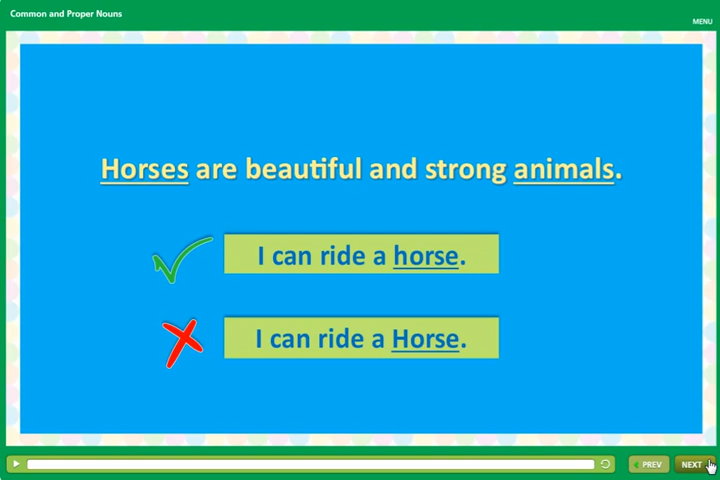 Common and Proper Nouns
MENU
Horses are beautiful and strong animals.
I can ride a horse.
I can ride a Horse.
PREV
NEXT